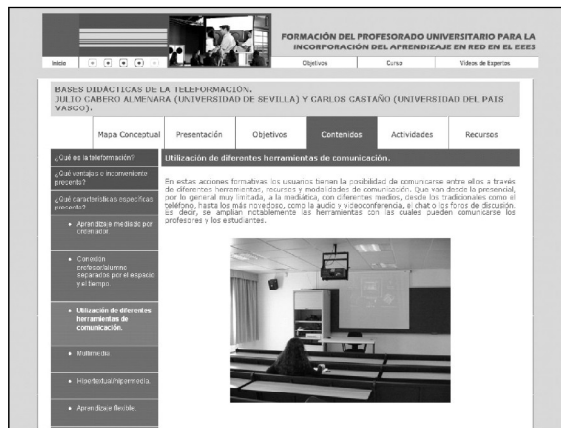 FORMACIÓN DEL PROFESORADO UNIVERSITARIO PARA LA
INCORPORACIÓN DEL APRENDIZAJE EN RED EN EL EEES
Inicio
Objetivos
Curso
Videos de Expertos
BASES DIDÁCTICAS DE LA TELEFORMACIÓN.
JULIO CABERO ALMENARA (UNIVERSIDAD DE SEVILLA) Y CARLOS CASTAÑO (UNIVERSIDAD DEL PAIS
VASCO).
Mapa Conceptual
Presentación
Objetivos
Contenidos
Actividades
Recursos
¿Qué es la teleformación?
¿Qué ventajas e inconveniente
presenta?
¿Qué características específicas
presenta?
• Aprendizaje mediado por
ordenador.
• Conexión
profesor/alumno
separados por el espacio
y el tiempo.
• Utilización de diferentes
herramientas de
comunicación.
• Multimedia.
• Hipertextual/hipermedia.
• Aprendizaje flexible.
Utilización de diferentes herramientas de comunicación.
En estas acciones formativas los usuarios tienen la posibilidad de comunicarse entre ellos a través
de diferentes herramientas, recursos y modalidades de comunicación. Que van desde la presencial,
por lo general muy limitada, a la mediática, con diferentes medios, desde los tradicionales como el
teléfono, hasta los más novedoso, como la audio y videoconferencia, el chat o los foros de discusión.
Es decir, se amplían notablemente las herramientas con las cuales pueden comunicarse los
profesores y los estudiantes.